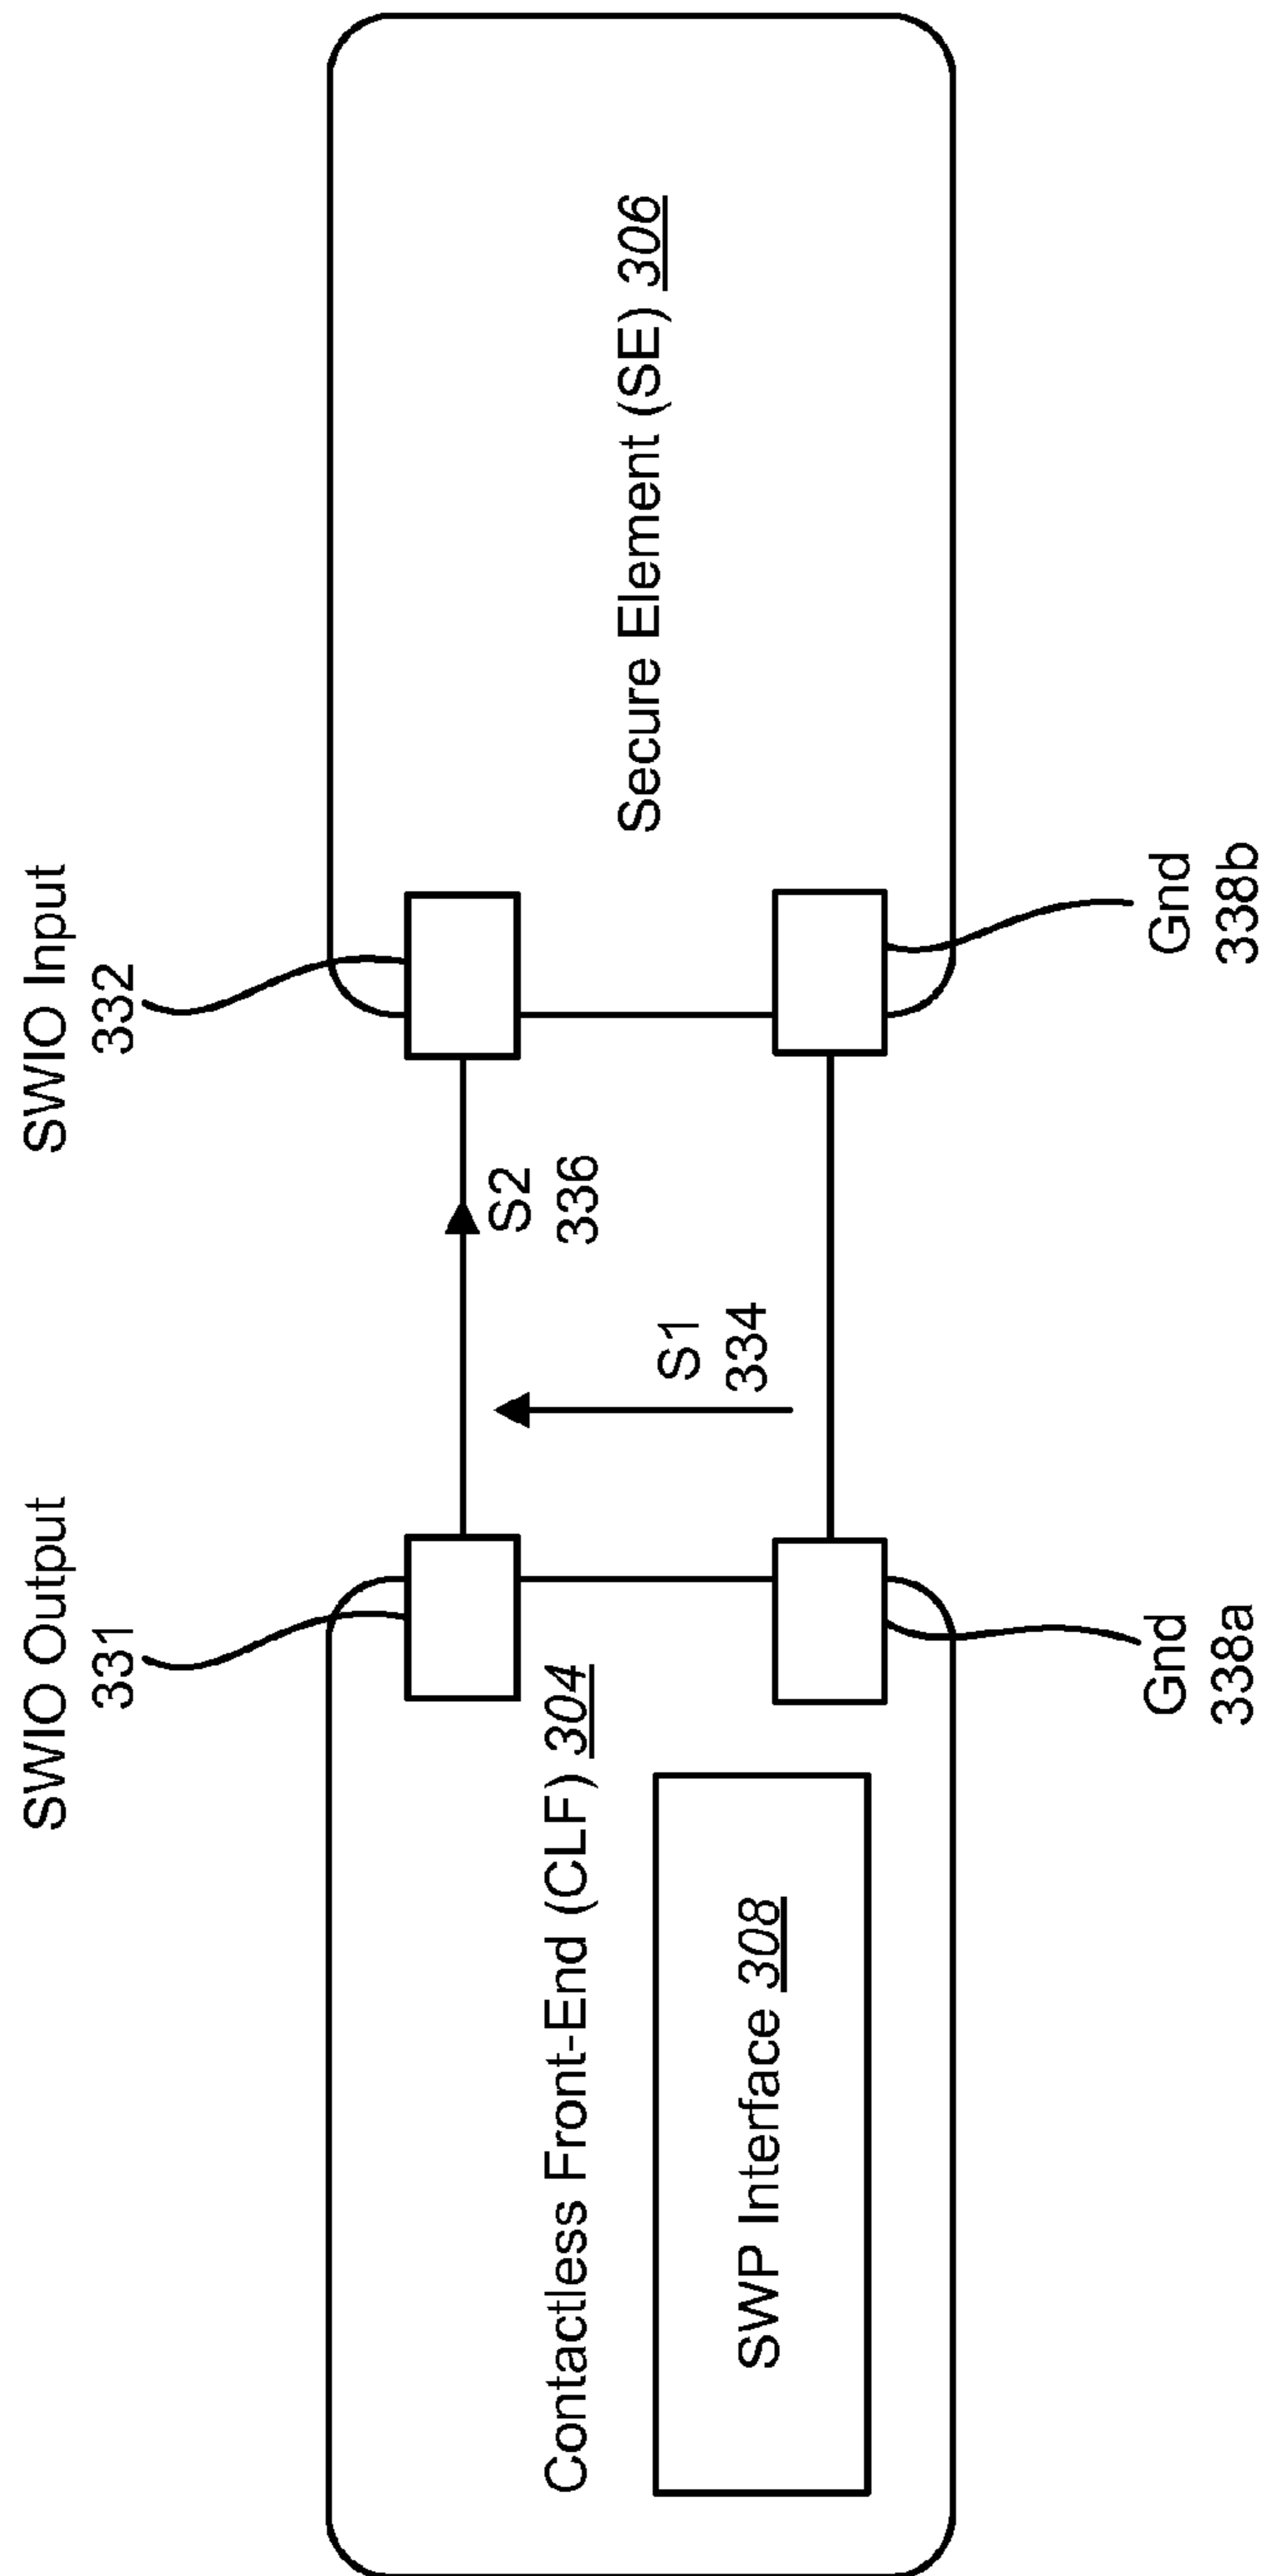 SWIO Output
331
SWIO Input
332
Contactless Front-End (CLF) 304
SWP Interface 308
S2
336
S1
334
Secure Element (SE) 306
Gnd
338a
Gnd
338b